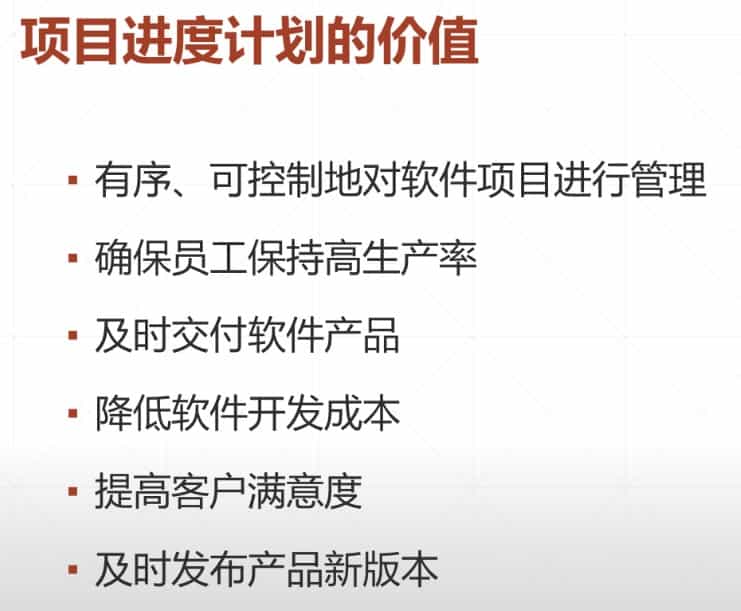 项目进度计划的价值
▪ 有序、可控制地对软件项目进行管理
▪ 确保员工保持高生产率
▪ 及时交付软件产品
▪ 降低软件开发成本
▪ 提高客户满意度
▪ 及时发布产品新版本